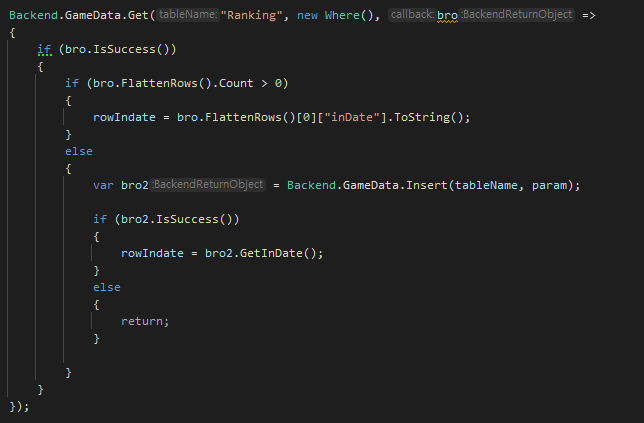 Backend.GameData.Get( tableName: "Ranking", new Where(), callback: bro :BackendReturnObject =>
{
    if (bro.IsSuccess())
    {
        if (bro.FlattenRows().Count > 0)
        {
            rowIndate = bro.FlattenRows()[0]["inDate"].ToString();
        }
        else
        {
            var bro2 :BackendReturnObject = Backend.GameData.Insert(tableName, param);
            if (bro2.IsSuccess())
            {
                rowIndate = bro2.GetInDate();
            }
            else
            {
                return;
            }
        }
    }
});